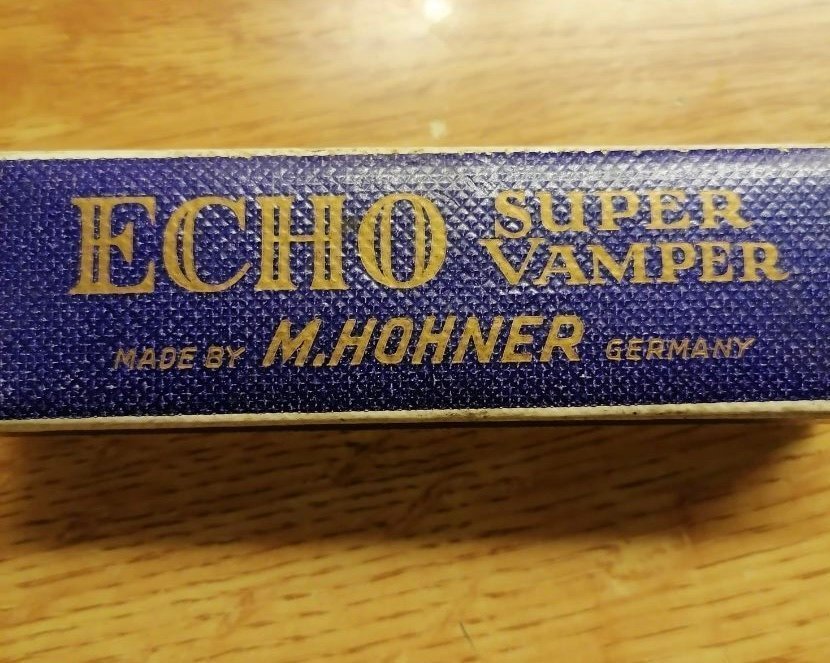 ECHO SUPER VAMPER
MADE BY M.HOHNER GERMANY